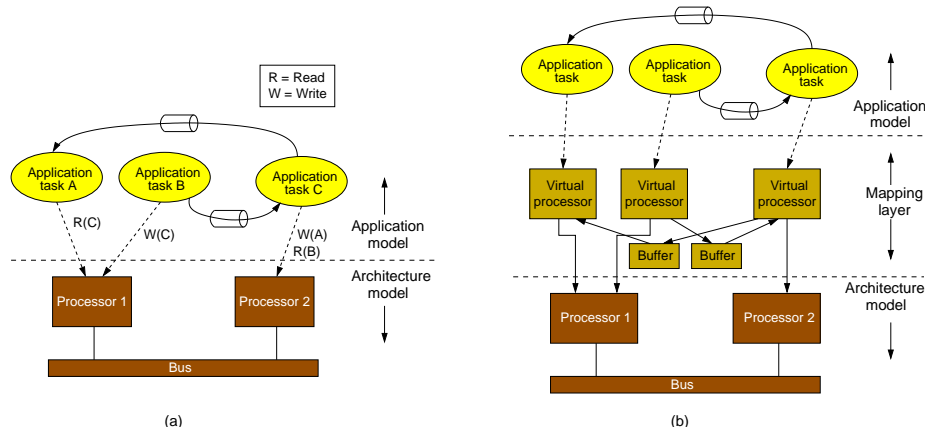 R = Read
W = Write
Application
task A
Application
task B
Application
task C
R(C)
W(C)
W(A)
R(B)
Application
model
Architecture
model
Processor 1
Processor 2
Bus
(a)
Application
task
Application
task
Application
task
Application
model
Virtual
processor
Virtual
processor
Virtual
processor
Mapping
layer
Buffer
Buffer
Architecture
model
Processor 1
Processor 2
Bus
(b)